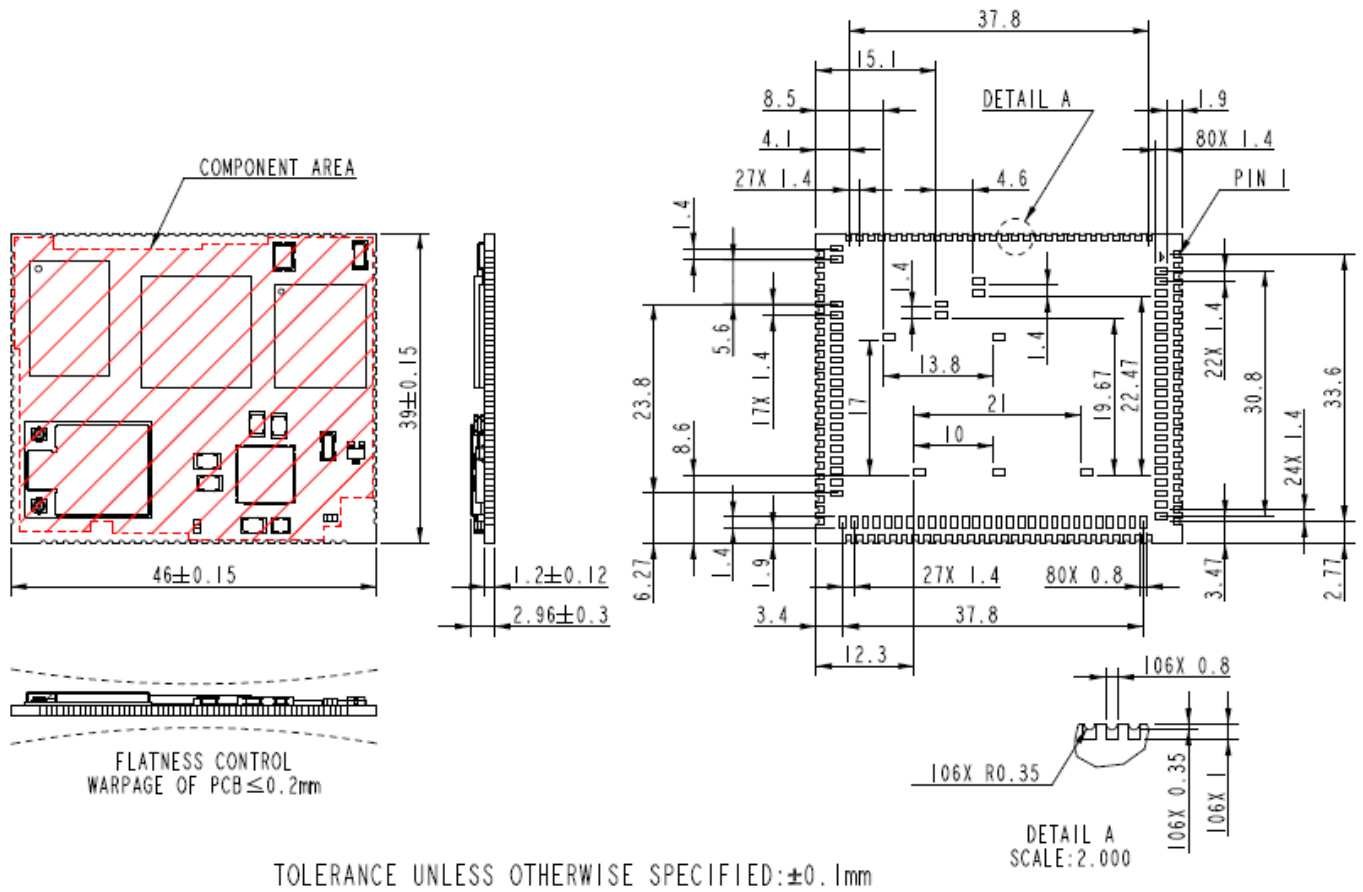 37.8
15.1
8.5
DETAIL A
1.9
4.1
80X 1.4
COMPONENT AREA
27X 1.4
4.6
PIN 1
1.4
1.4
5.6
17X 1.4
23.8
8.6
17
13.8
1.4
21
10
19.67
22.47
22X 1.4
30.8
33.6
24X 1.4
39±0.15
46±0.15
1.2±0.12
2.96±0.3
6.27
1.4
1.9
27X 1.4
80X 0.8
3.47
2.77
3.4
37.8
12.3
106X 0.8
106X R0.35
106X 0.35
106X 1
FLATNESS CONTROL
WARPAGE OF PCB≤0.2mm
DETAIL A
SCALE:2.000
TOLERANCE UNLESS OTHERWISE SPECIFIED:±0.1mm